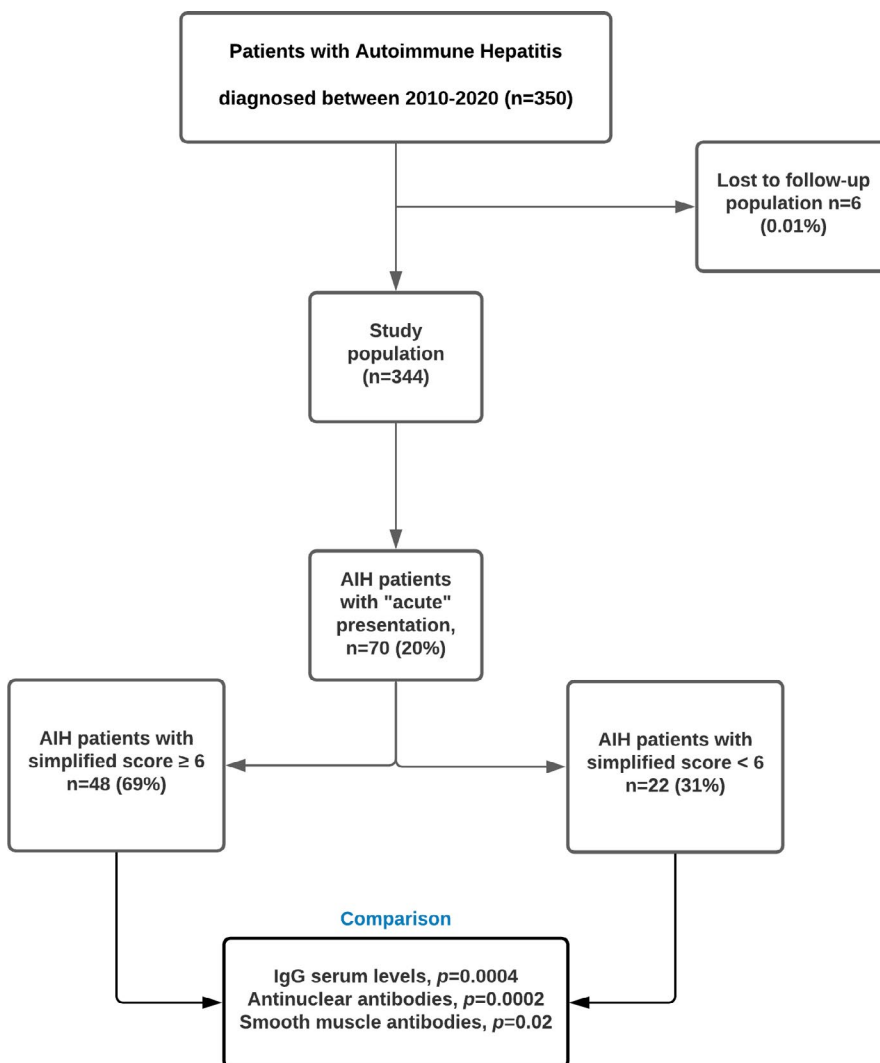 Patients with Autoimmune Hepatitis
diagnosed between 2010-2020 (n=350)
Lost to follow-up
population n=6
(0.01%)
Study
population
(n=344)
AIH patients
with "acute"
presentation,
n=70 (20%)
AIH patients with
simplified score ≥ 6
n=48 (69%)
AIH patients with
simplified score < 6
n=22 (31%)
Comparison
IgG serum levels, p=0.0004
Antinuclear antibodies, p=0.0002
Smooth muscle antibodies, p=0.02